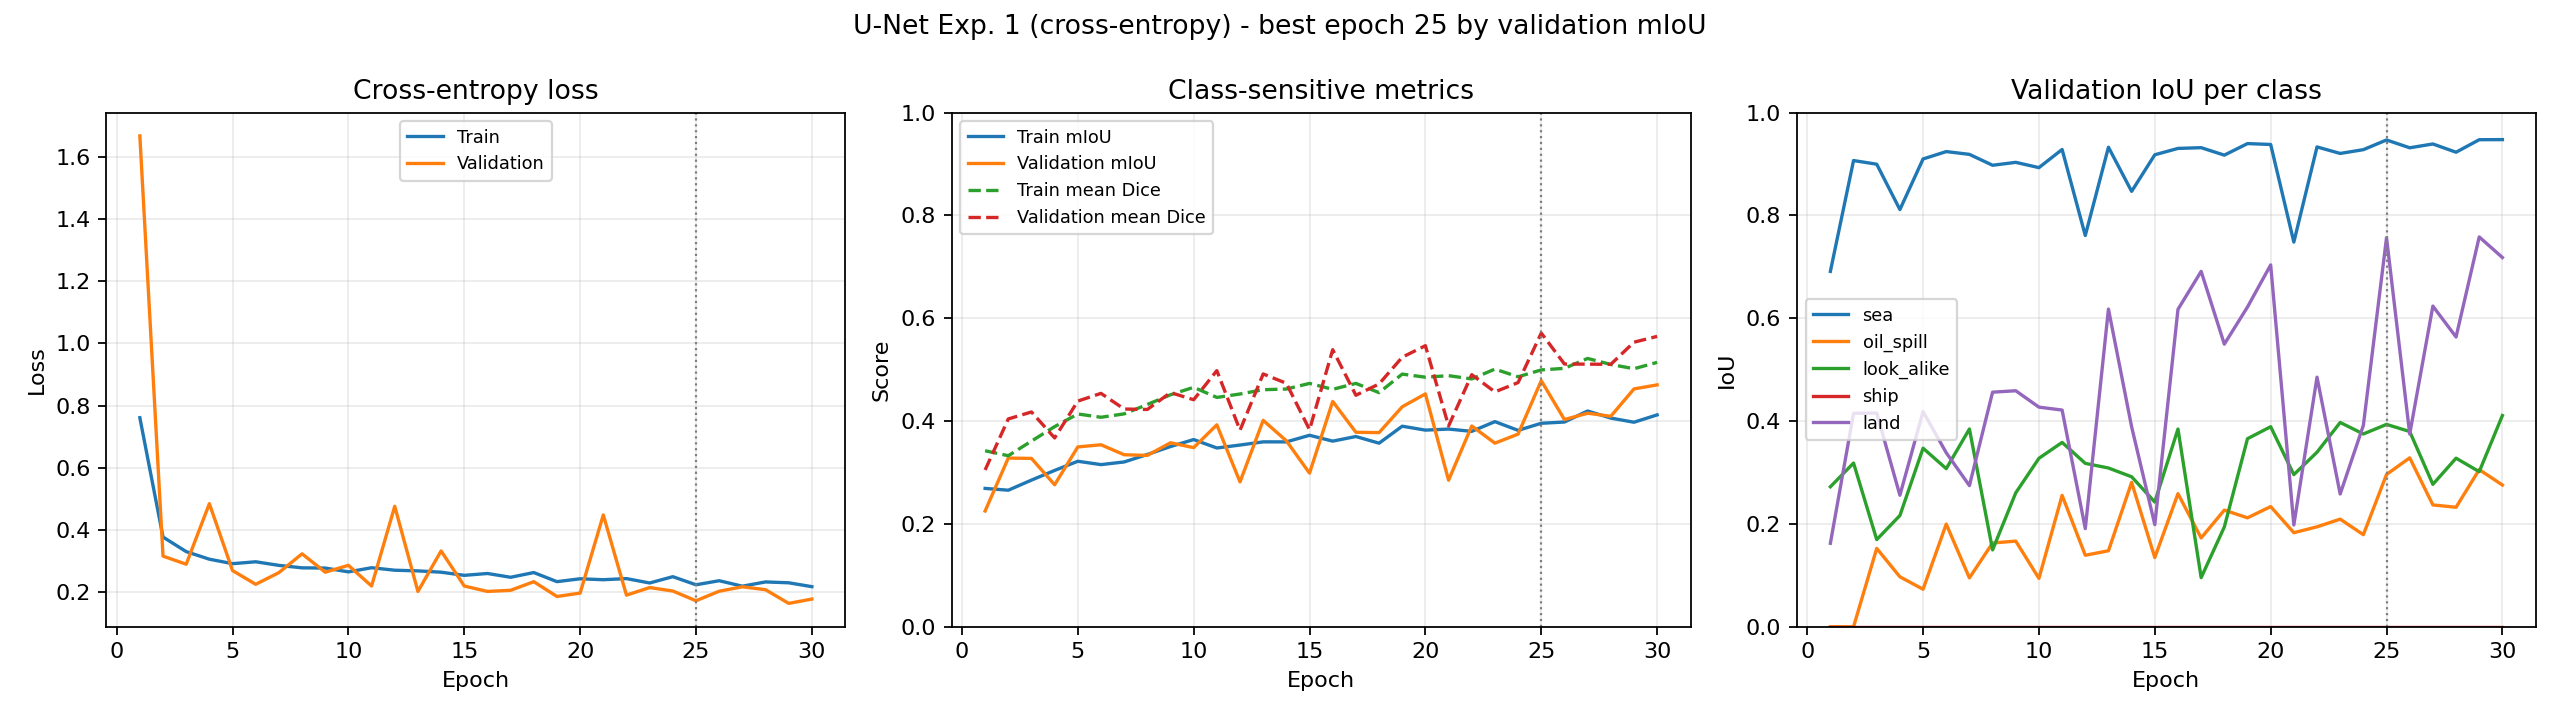 U-Net Exp. 1 (cross-entropy) - best epoch 25 by validation mIoU
Cross-entropy loss
Loss
1.6
1.4
1.2
1.0
0.8
0.6
0.4
0.2
Train
Validation
0 5 10 15 20 25 30
Epoch
Class-sensitive metrics
Score
1.0
0.8
0.6
0.4
0.2
0.0
Train mIoU
Validation mIoU
Train mean Dice
Validation mean Dice
0 5 10 15 20 25 30
Epoch
Validation IoU per class
IoU
1.0
0.8
0.6
0.4
0.2
0.0
sea
oil_spill
look_alike
ship
land
0 5 10 15 20 25 30
Epoch